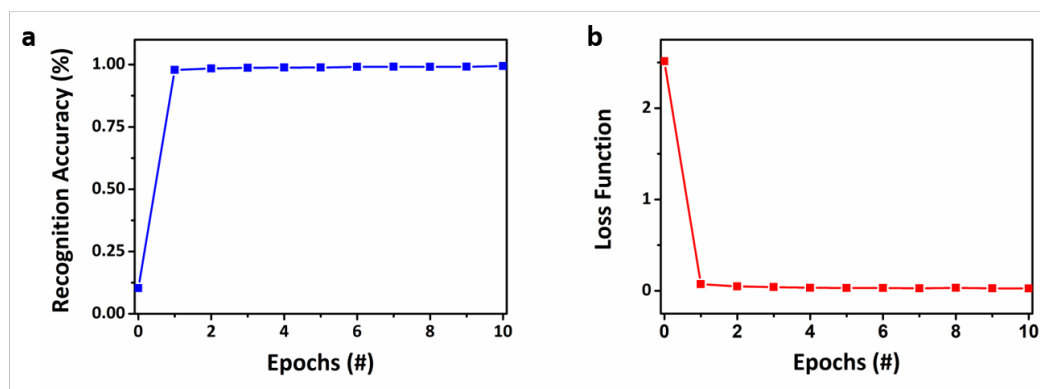 a
Recognition Accuracy (%)
1.00
0.75
0.50
0.25
0.00
0 2 4 6 8 10
Epochs (#)
b
Loss Function
2
1
0
0 2 4 6 8 10
Epochs (#)